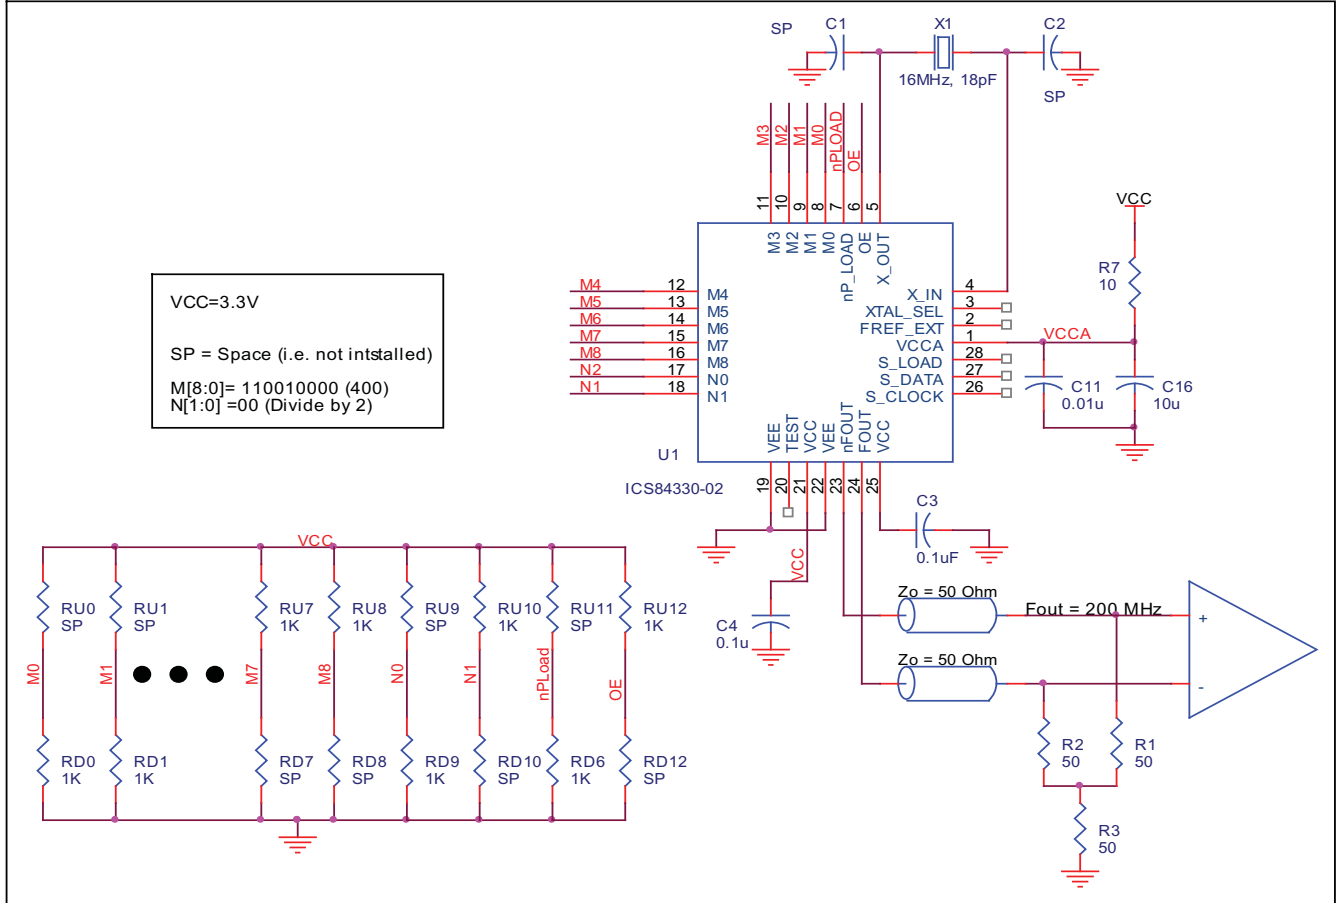 SP
C1
X1
C2
16MHz, 18pF
SP
M3
M2
M1
M0
nPLOAD
OE
11
10
9
8
7
6
5
M3
M2
M1
M0
nP_LOAD
OE
X_OUT
VCC
R7
10
VCC=3.3V
SP = Space (i.e. not intstalled)
M[8:0]= 110010000 (400)
N[1:0] =00 (Divide by 2)
M4 12 M4
M5 13 M5
M6 14 M6
M7 15 M7
M8 16 M8
N2 17 N0
N1 18 N1
X_IN 4
XTAL_SEL 3
FREF_EXT 2
VCCA 1 VCCA
S_LOAD 28
S_DATA 27
S_CLOCK 26
C11
0.01u
C16
10u
VEE
TEST
VCC
VEE
nFOUT
FOUT
VCC
U1
ICS84330-02
19
20
21
22
23
24
25
C3
0.1uF
VCC
C4
0.1u
Zo = 50 Ohm
Fout = 200 MHz
Zo = 50 Ohm
+
-
R2
50
R1
50
R3
50
VCC
RU0
SP
RU1
SP
RU7
1K
RU8
1K
RU9
SP
RU10
1K
RU11
SP
RU12
1K
M0
M1
M7
M8
N0
N1
nPLoad
OE
RD0
1K
RD1
1K
RD7
SP
RD8
SP
RD9
1K
RD10
SP
RD6
1K
RD12
SP